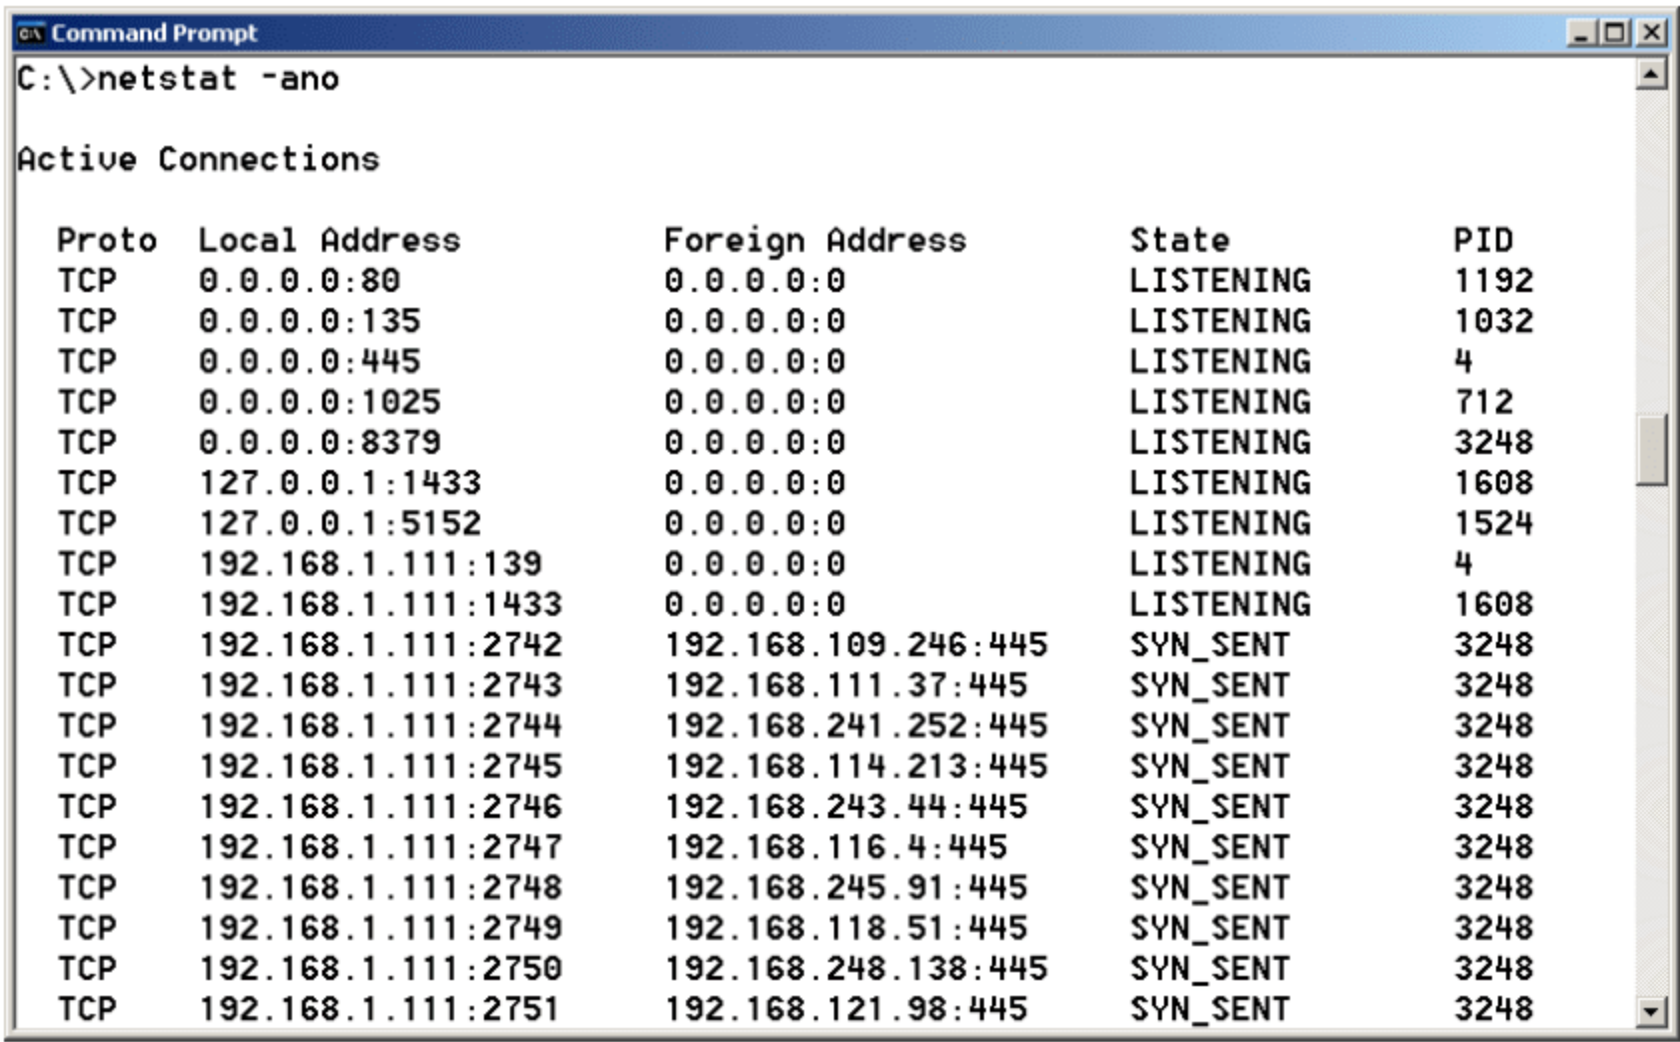 Command Prompt
C:\>netstat -ano
Active Connections
Proto  Local Address          Foreign Address        State           PID
TCP    0.0.0.0:80             0.0.0.0:0              LISTENING       1192
TCP    0.0.0.0:135            0.0.0.0:0              LISTENING       1032
TCP    0.0.0.0:445            0.0.0.0:0              LISTENING       4
TCP    0.0.0.0:1025           0.0.0.0:0              LISTENING       712
TCP    0.0.0.0:8379           0.0.0.0:0              LISTENING       3248
TCP    127.0.0.1:1433         0.0.0.0:0              LISTENING       1608
TCP    127.0.0.1:5152         0.0.0.0:0              LISTENING       1524
TCP    192.168.1.111:139      0.0.0.0:0              LISTENING       4
TCP    192.168.1.111:1433     0.0.0.0:0              LISTENING       1608
TCP    192.168.1.111:2742     192.168.109.246:445    SYN_SENT        3248
TCP    192.168.1.111:2743     192.168.111.37:445     SYN_SENT        3248
TCP    192.168.1.111:2744     192.168.241.252:445    SYN_SENT        3248
TCP    192.168.1.111:2745     192.168.114.213:445    SYN_SENT        3248
TCP    192.168.1.111:2746     192.168.243.44:445     SYN_SENT        3248
TCP    192.168.1.111:2747     192.168.116.4:445      SYN_SENT        3248
TCP    192.168.1.111:2748     192.168.245.91:445     SYN_SENT        3248
TCP    192.168.1.111:2749     192.168.118.51:445     SYN_SENT        3248
TCP    192.168.1.111:2750     192.168.248.138:445    SYN_SENT        3248
TCP    192.168.1.111:2751     192.168.121.98:445     SYN_SENT        3248